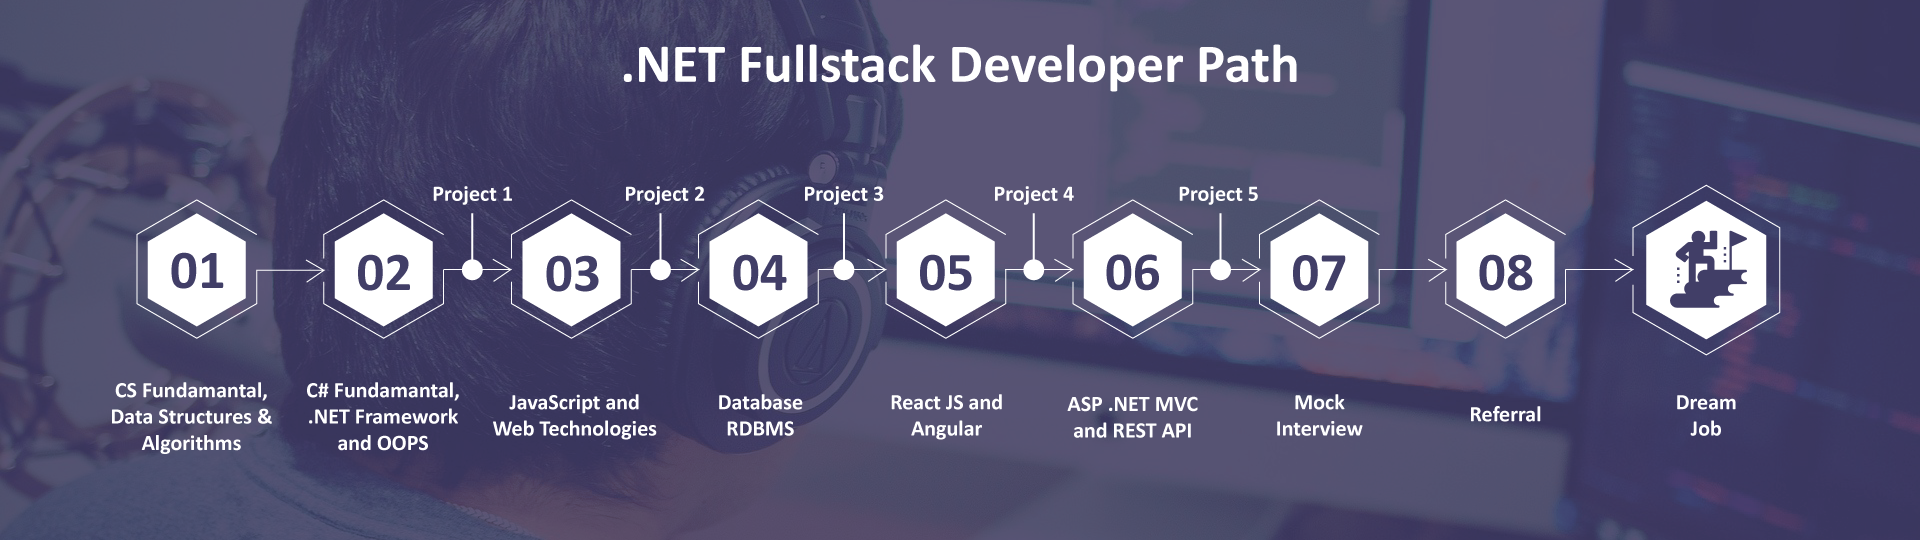 .NET Fullstack Developer Path
Project 1
Project 2
Project 3
Project 4
Project 5
01
02
03
04
05
06
07
08
CS Fundamantal,
Data Structures &
Algorithms
C# Fundamantal,
.NET Framework
and OOPS
JavaScript and
Web Technologies
Database
RDBMS
React JS and
Angular
ASP .NET MVC
and REST API
Mock
Interview
Referral
Dream
Job